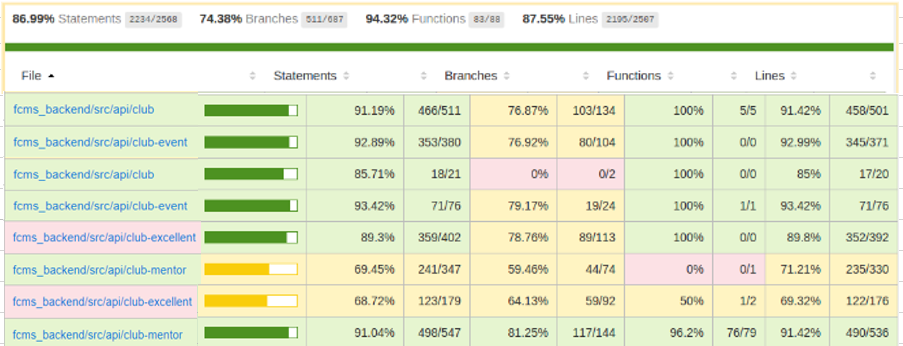 86.99% Statements 2234/2568 74.38% Branches 511/687 94.32% Functions 83/88 87.55% Lines 2195/2507
File Statements Branches Functions Lines
fcms_backend/src/api/club 91.19% 466/511 76.87% 103/134 100% 5/5 91.42% 458/501
fcms_backend/src/api/club-event 92.89% 353/380 76.92% 80/104 100% 0/0 92.99% 345/371
fcms_backend/src/api/club 85.71% 18/21 0% 0/2 100% 0/0 85% 17/20
fcms_backend/src/api/club-event 93.42% 71/76 79.17% 19/24 100% 1/1 93.42% 71/76
fcms_backend/src/api/club-excellent 89.3% 359/402 78.76% 89/113 100% 0/0 89.8% 352/392
fcms_backend/src/api/club-mentor 69.45% 241/347 59.46% 44/74 0% 0/1 71.21% 235/330
fcms_backend/src/api/club-excellent 68.72% 123/179 64.13% 59/92 50% 1/2 69.32% 122/176
fcms_backend/src/api/club-mentor 91.04% 498/547 81.25% 117/144 96.2% 76/79 91.42% 490/536